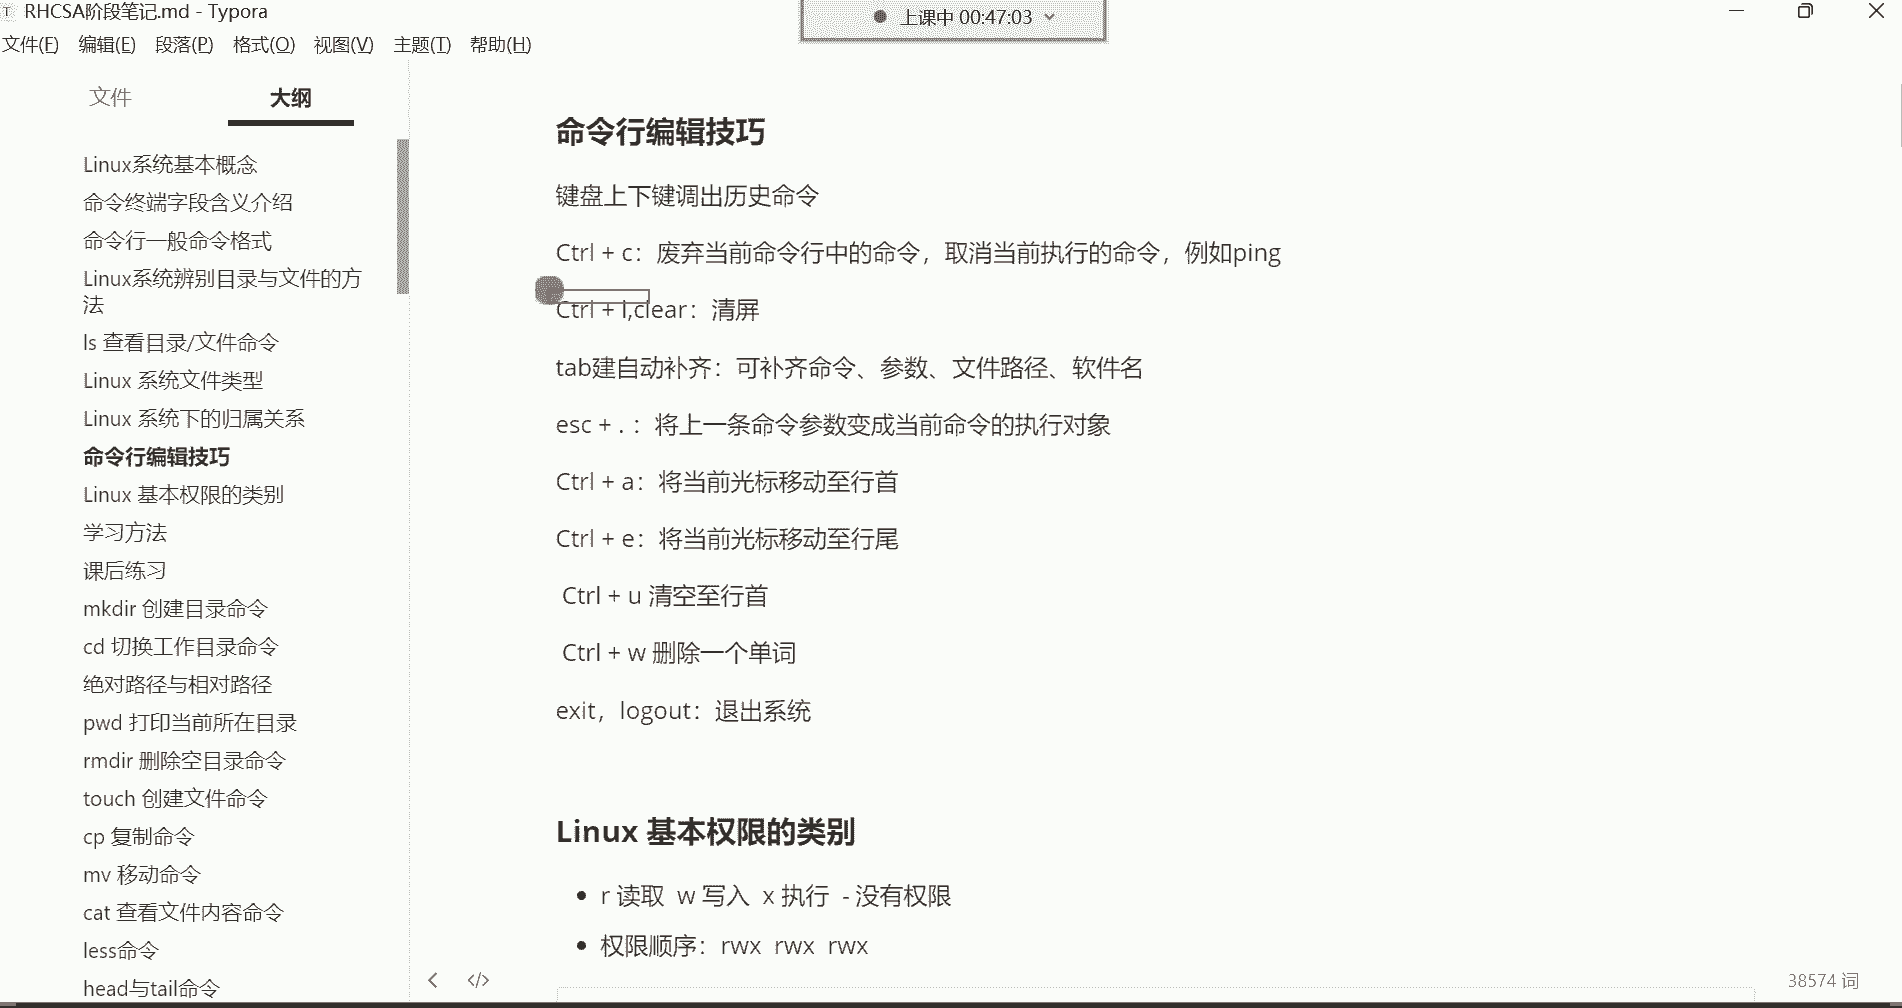 RHCSA阶段笔记.md - Typora
上课中 00:47:03
文件(F) 编辑(E) 段落(P) 格式(O) 视图(V) 主题(T) 帮助(H)
文件 大纲
Linux系统基本概念
命令终端字段含义介绍
命令行一般命令格式
Linux系统辨别目录与文件的方
法
ls 查看目录/文件命令
Linux 系统文件类型
Linux 系统下的归属关系
命令行编辑技巧
Linux 基本权限的类别
学习方法
课后练习
mkdir 创建目录命令
cd 切换工作目录命令
绝对路径与相对路径
pwd 打印当前所在目录
rmdir 删除空目录命令
touch 创建文件命令
cp 复制命令
mv 移动命令
cat 查看文件内容命令
less命令
head与tail命令
命令行编辑技巧
键盘上下键调出历史命令
Ctrl + c：废弃当前命令行中的命令，取消当前执行的命令，例如ping
Ctrl + l,clear：清屏
tab建自动补齐：可补齐命令、参数、文件路径、软件名
esc + . ：将上一条命令参数变成当前命令的执行对象
Ctrl + a：将当前光标移动至行首
Ctrl + e：将当前光标移动至行尾
Ctrl + u 清空至行首
Ctrl + w 删除一个单词
exit，logout：退出系统
Linux 基本权限的类别
• r 读取 w 写入 x 执行 - 没有权限
• 权限顺序：rwx rwx rwx
38574 词